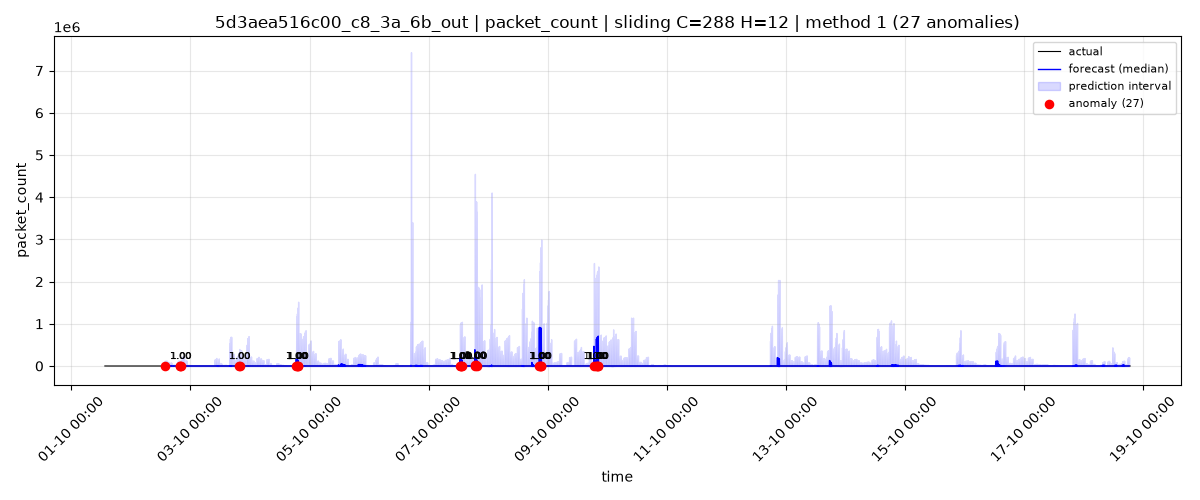 5d3aea516c00_c8_3a_6b_out | packet_count | sliding C=288 H=12 | method 1 (27 anomalies)
1e6
actual
forecast (median)
prediction interval
anomaly (27)
7
6
5
4
3
2
1
0
packet_count
1.00
1.00
1.00
1.00
1.00
01-10 00:00
03-10 00:00
05-10 00:00
07-10 00:00
09-10 00:00
11-10 00:00
13-10 00:00
15-10 00:00
17-10 00:00
19-10 00:00
time